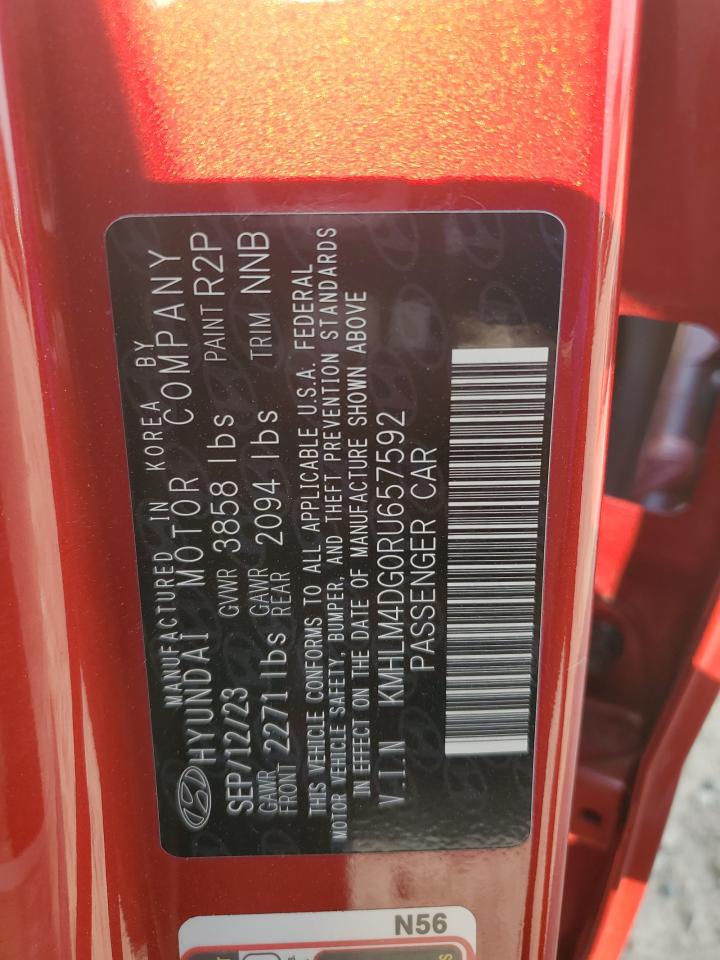 MANUFACTURED IN KOREA BY
HYUNDAI MOTOR COMPANY
SEP/12/23 GVWR 3858 lbs PAINT R2P
GAWR FRONT 2271 lbs GAWR REAR 2094 lbs TRIM NNB
THIS VEHICLE CONFORMS TO ALL APPLICABLE U.S.A. FEDERAL
MOTOR VEHICLE SAFETY, BUMPER, AND THEFT PREVENTION STANDARDS
IN EFFECT ON THE DATE OF MANUFACTURE SHOWN ABOVE
V.I.N KMHLM4DG0RU657592
PASSENGER CAR
N56